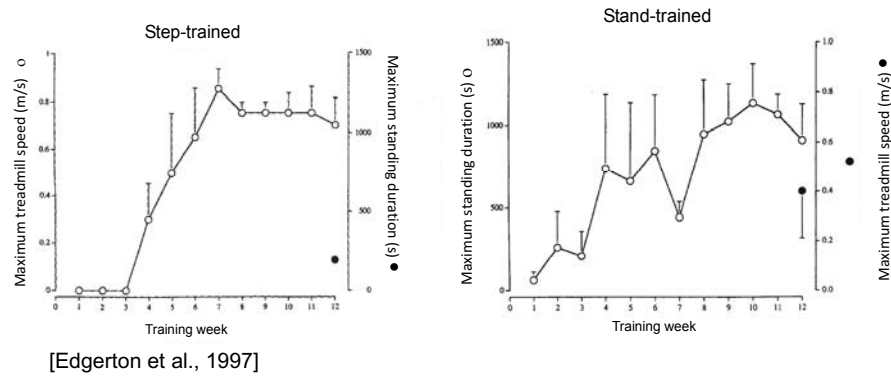 Step-trained
Maximum treadmill speed (m/s) ○
1
0.8
0.6
0.4
0.2
0
1500
1000
500
0
Maximum standing duration (s) ●
0 1 2 3 4 5 6 7 8 9 10 11 12
Training week
Stand-trained
Maximum standing duration (s) ○
1500
1000
500
0
1.0
0.8
0.6
0.4
0.2
0.0
Maximum treadmill speed (m/s) ●
0 1 2 3 4 5 6 7 8 9 10 11 12
Training week
[Edgerton et al., 1997]